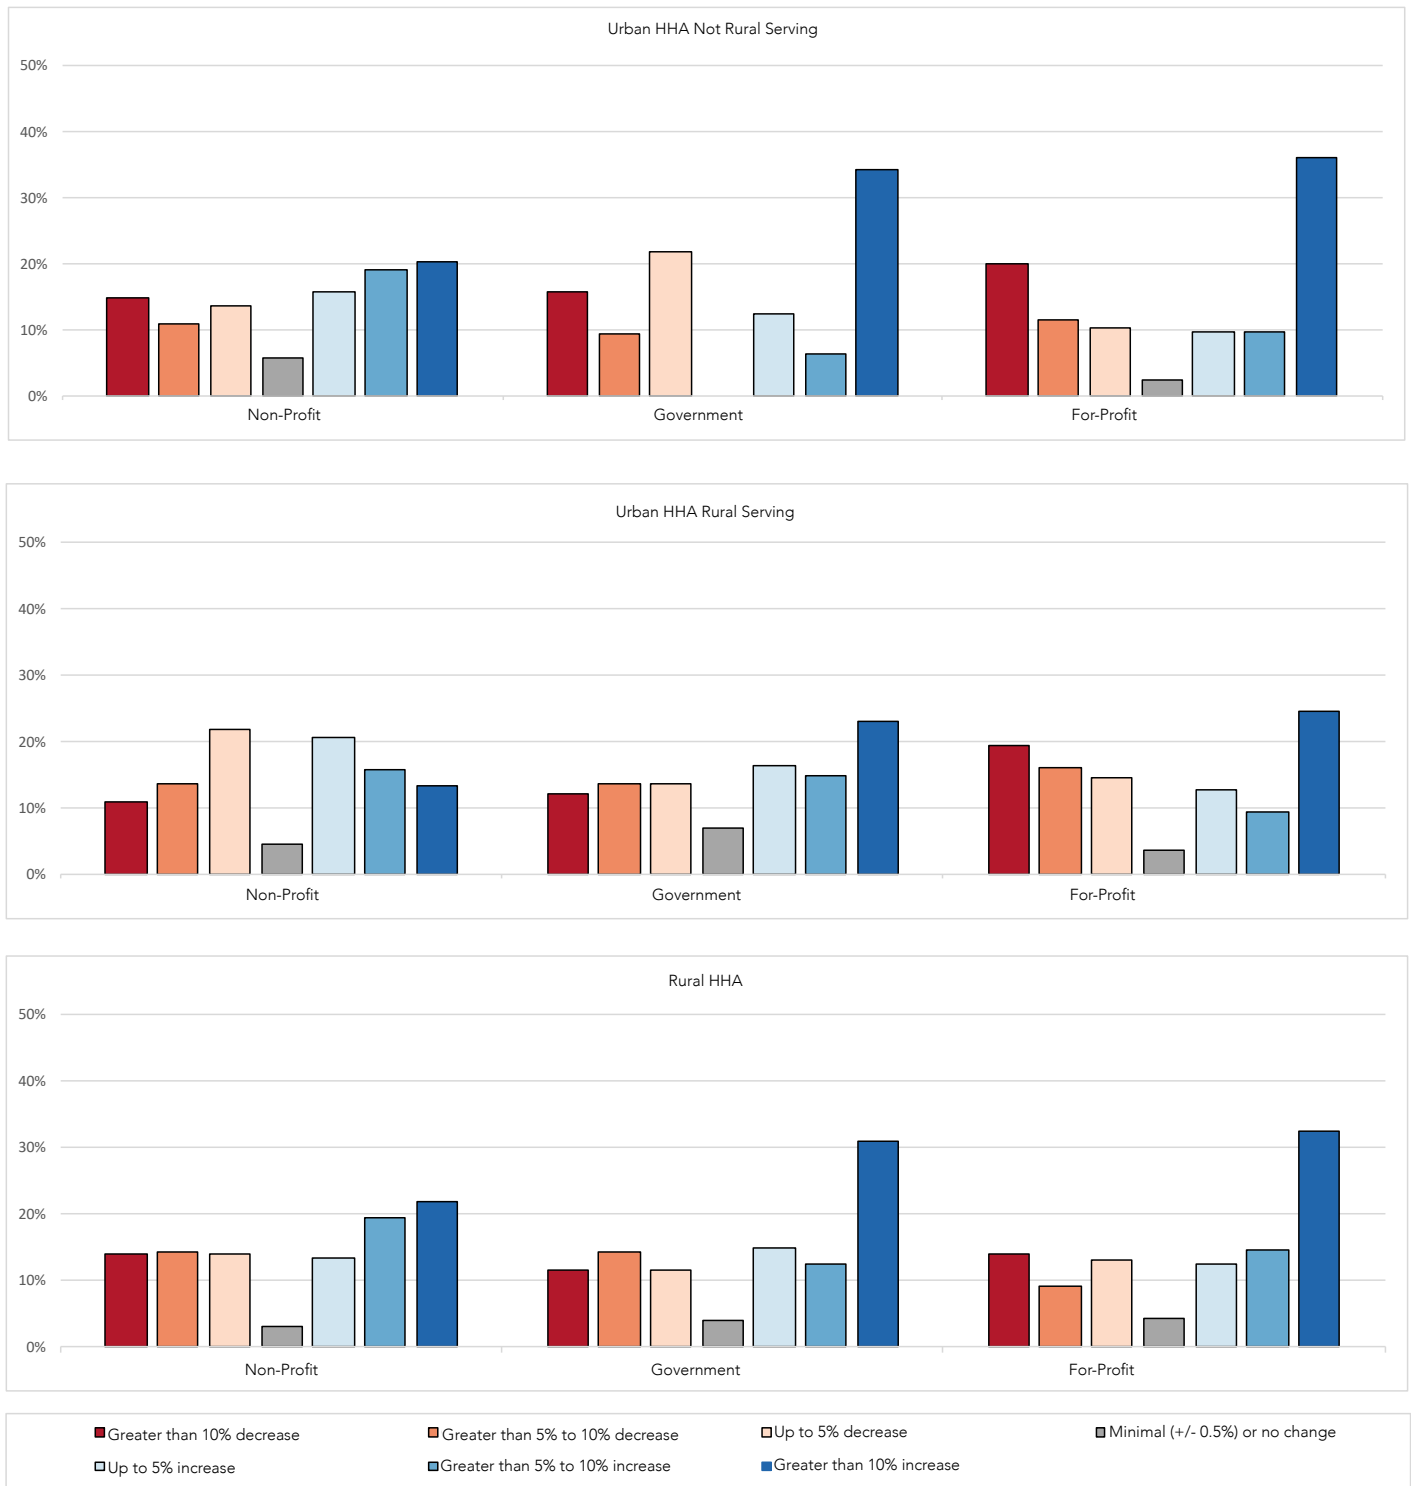 Urban HHA Not Rural Serving
50%
40%
30%
20%
10%
0%
Non-Profit Government For-Profit
Urban HHA Rural Serving
50%
40%
30%
20%
10%
0%
Non-Profit Government For-Profit
Rural HHA
50%
40%
30%
20%
10%
0%
Non-Profit Government For-Profit
Greater than 10% decrease Greater than 5% to 10% decrease Up to 5% decrease Minimal (+/- 0.5%) or no change
Up to 5% increase Greater than 5% to 10% increase Greater than 10% increase